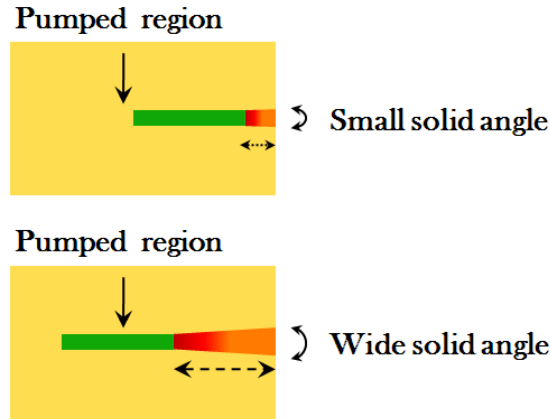 Pumped region
Small solid angle
Pumped region
Wide solid angle